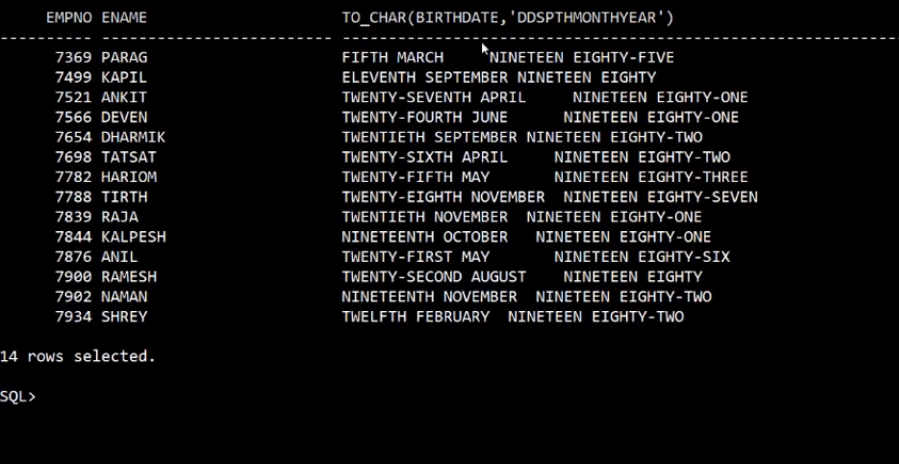 EMPNO ENAME TO_CHAR(BIRTHDATE,'DDSPTHMONTHYEAR')
---------- ------------------------- ------------------------------------------------------------
7369 PARAG FIFTH MARCH NINETEEN EIGHTY-FIVE
7499 KAPIL ELEVENTH SEPTEMBER NINETEEN EIGHTY
7521 ANKIT TWENTY-SEVENTH APRIL NINETEEN EIGHTY-ONE
7566 DEVEN TWENTY-FOURTH JUNE NINETEEN EIGHTY-ONE
7654 DHARMIK TWENTIETH SEPTEMBER NINETEEN EIGHTY-TWO
7698 TATSAT TWENTY-SIXTH APRIL NINETEEN EIGHTY-TWO
7782 HARIOM TWENTY-FIFTH MAY NINETEEN EIGHTY-THREE
7788 TIRTH TWENTY-EIGHTH NOVEMBER NINETEEN EIGHTY-SEVEN
7839 RAJA TWENTIETH NOVEMBER NINETEEN EIGHTY-ONE
7844 KALPESH NINETEENTH OCTOBER NINETEEN EIGHTY-ONE
7876 ANIL TWENTY-FIRST MAY NINETEEN EIGHTY-SIX
7900 RAMESH TWENTY-SECOND AUGUST NINETEEN EIGHTY
7902 NAMAN NINETEENTH NOVEMBER NINETEEN EIGHTY-TWO
7934 SHREY TWELFTH FEBRUARY NINETEEN EIGHTY-TWO
14 rows selected.
SQL>